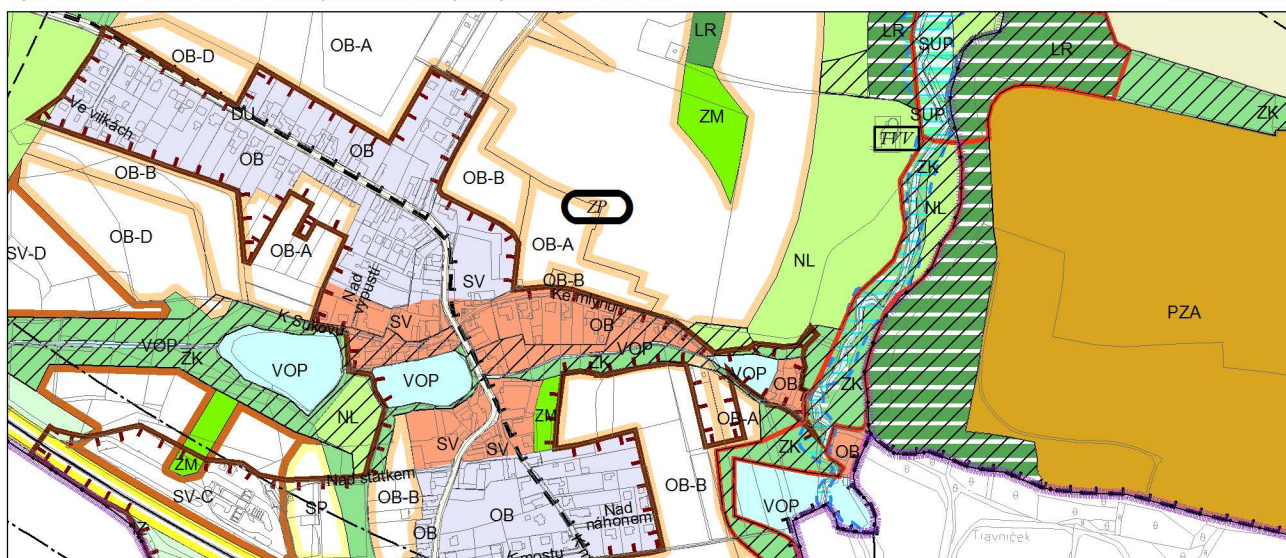 OB-D
OB-A
LR
LR
SUP
LR
Ve vilkách
DU
OB
OB
ZM
SUP
ZK
TVV
OB-B
OB-B
ZP
ZK
NL
OB-D
OB-A
OB-A
SV-D
NL
OB-B
SV
Nad výpustí
Ke mlýnu
PZA
K Sukovu
SV
OB
VOP
ZK
VOP
VOP
VOP
ZK
VOP
OB
ZK
NL
ZM
OB-A
SV
SV
ZK
OB
ZM
Nad statkem
SV-C
SP
OB-B
OB-B
VOP
OB
OB
Nad náhonem
K mostu
Travníček